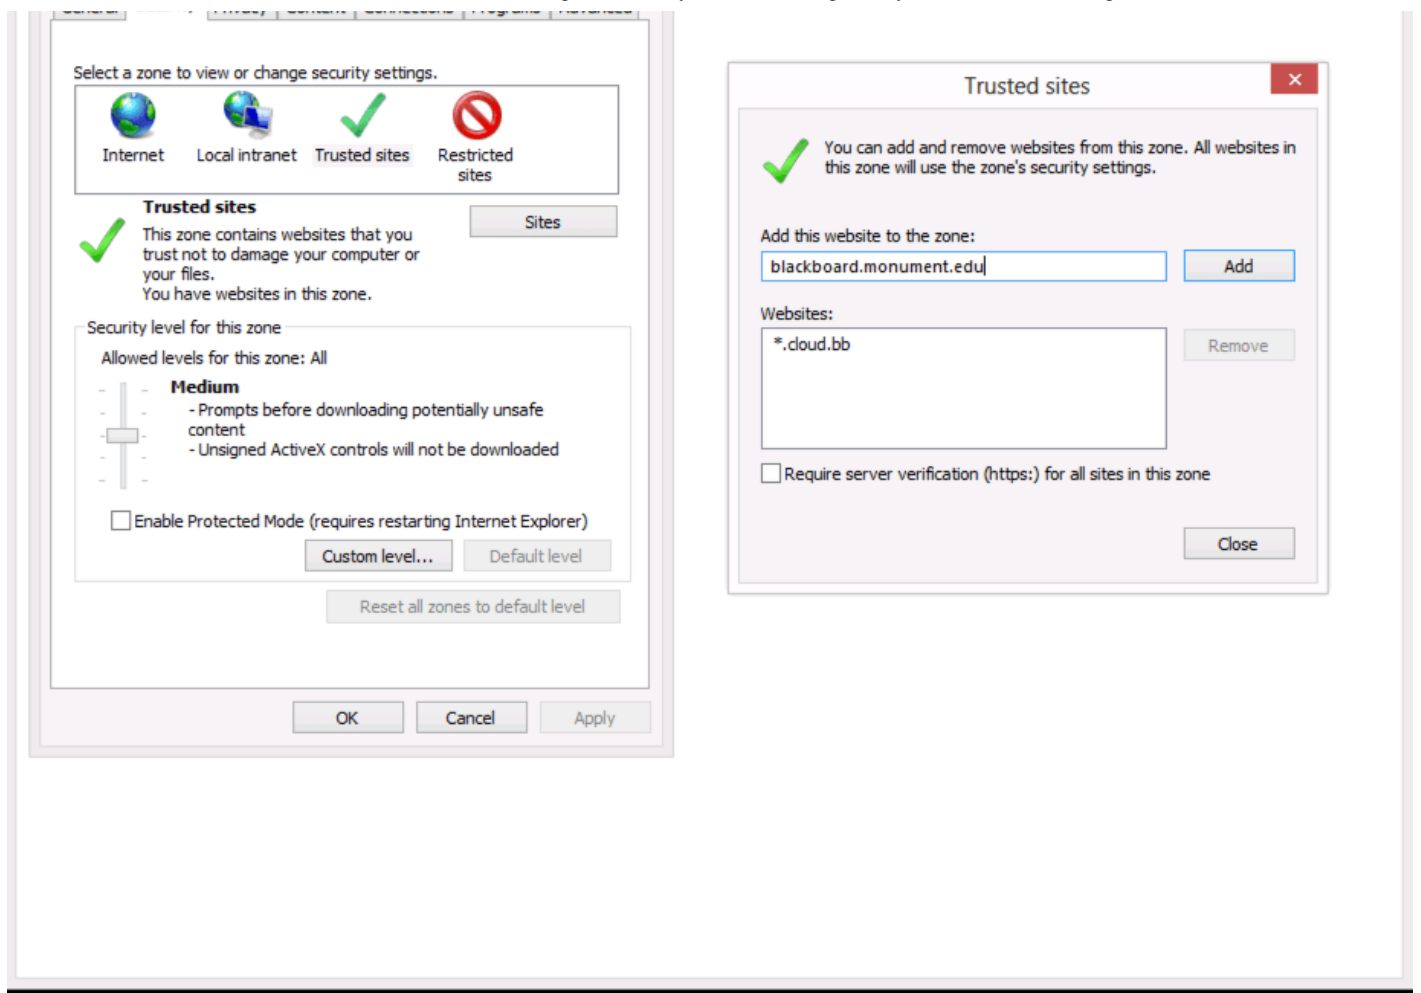 Select a zone to view or change security settings.
Internet
Local intranet
Trusted sites
Restricted
sites
Trusted sites
This zone contains websites that you
trust not to damage your computer or
your files.
You have websites in this zone.
Sites
Security level for this zone
Allowed levels for this zone: All
Medium
- Prompts before downloading potentially unsafe
content
- Unsigned ActiveX controls will not be downloaded
Enable Protected Mode (requires restarting Internet Explorer)
Custom level...
Default level
Reset all zones to default level
OK
Cancel
Apply
Trusted sites
You can add and remove websites from this zone. All websites in
this zone will use the zone's security settings.
Add this website to the zone:
blackboard.monument.edu
Add
Websites:
*.cloud.bb
Remove
Require server verification (https:) for all sites in this zone
Close